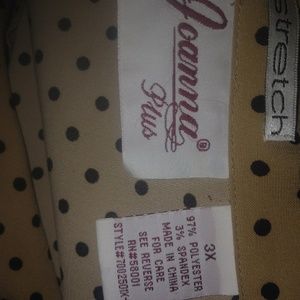 stretch
Joanna®
Plus
3X
97% POLYESTER
3% SPANDEX
MADE IN CHINA
FOR CARE
SEE REVERSE
RN#58001